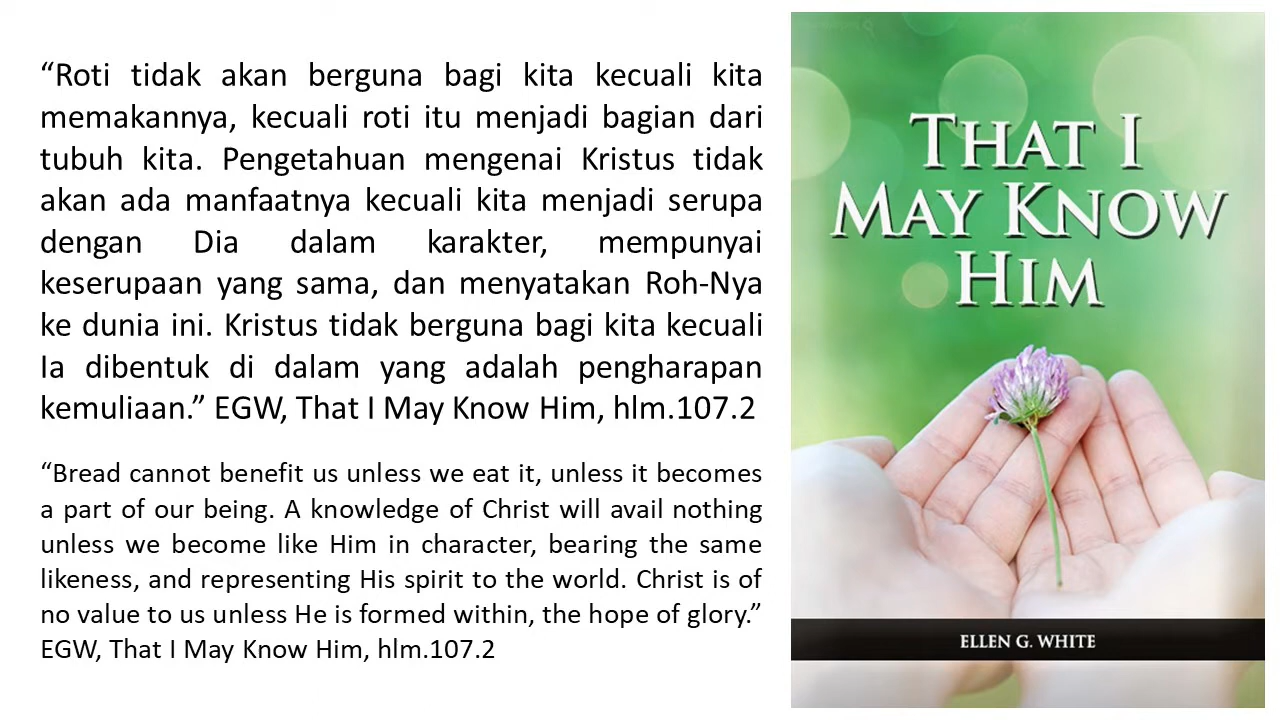 “Roti tidak akan berguna bagi kita kecuali kita
memakannya, kecuali roti itu menjadi bagian dari
tubuh kita. Pengetahuan mengenai Kristus tidak
akan ada manfaatnya kecuali kita menjadi serupa
dengan Dia dalam karakter, mempunyai
keserupaan yang sama, dan menyatakan Roh-Nya
ke dunia ini. Kristus tidak berguna bagi kita kecuali
Ia dibentuk di dalam yang adalah pengharapan
kemuliaan.” EGW, That I May Know Him, hlm.107.2
“Bread cannot benefit us unless we eat it, unless it becomes
a part of our being. A knowledge of Christ will avail nothing
unless we become like Him in character, bearing the same
likeness, and representing His spirit to the world. Christ is of
no value to us unless He is formed within, the hope of glory.”
EGW, That I May Know Him, hlm.107.2
THAT I
MAY KNOW
HIM
ELLEN G. WHITE